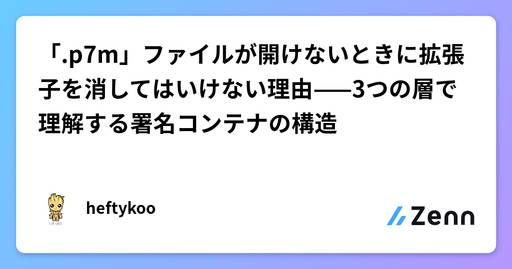 「.p7m」ファイルが開けないときに拡張
子を消してはいけない理由——3つの層で
理解する署名コンテナの構造
heftykoo
Zenn